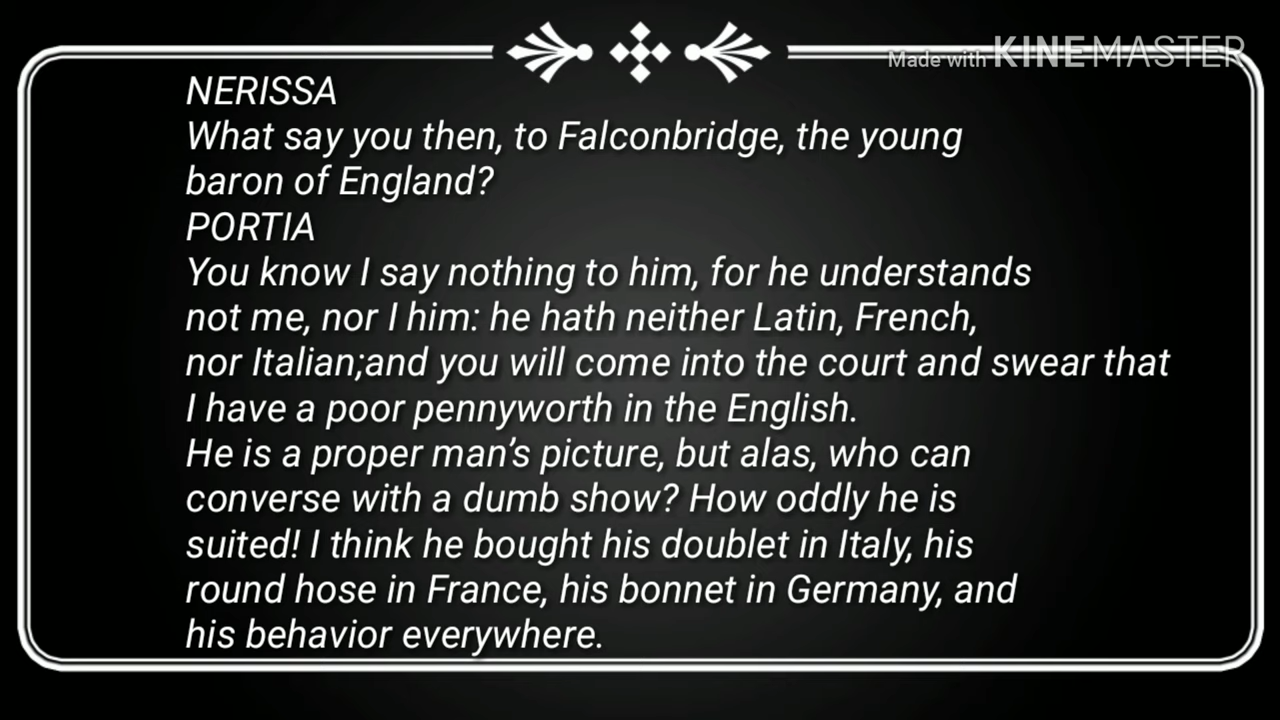 Made with KINEMASTER
NERISSA
What say you then, to Falconbridge, the young
baron of England?
PORTIA
You know I say nothing to him, for he understands
not me, nor I him: he hath neither Latin, French,
nor Italian;and you will come into the court and swear that
I have a poor pennyworth in the English.
He is a proper man’s picture, but alas, who can
converse with a dumb show? How oddly he is
suited! I think he bought his doublet in Italy, his
round hose in France, his bonnet in Germany, and
his behavior everywhere.